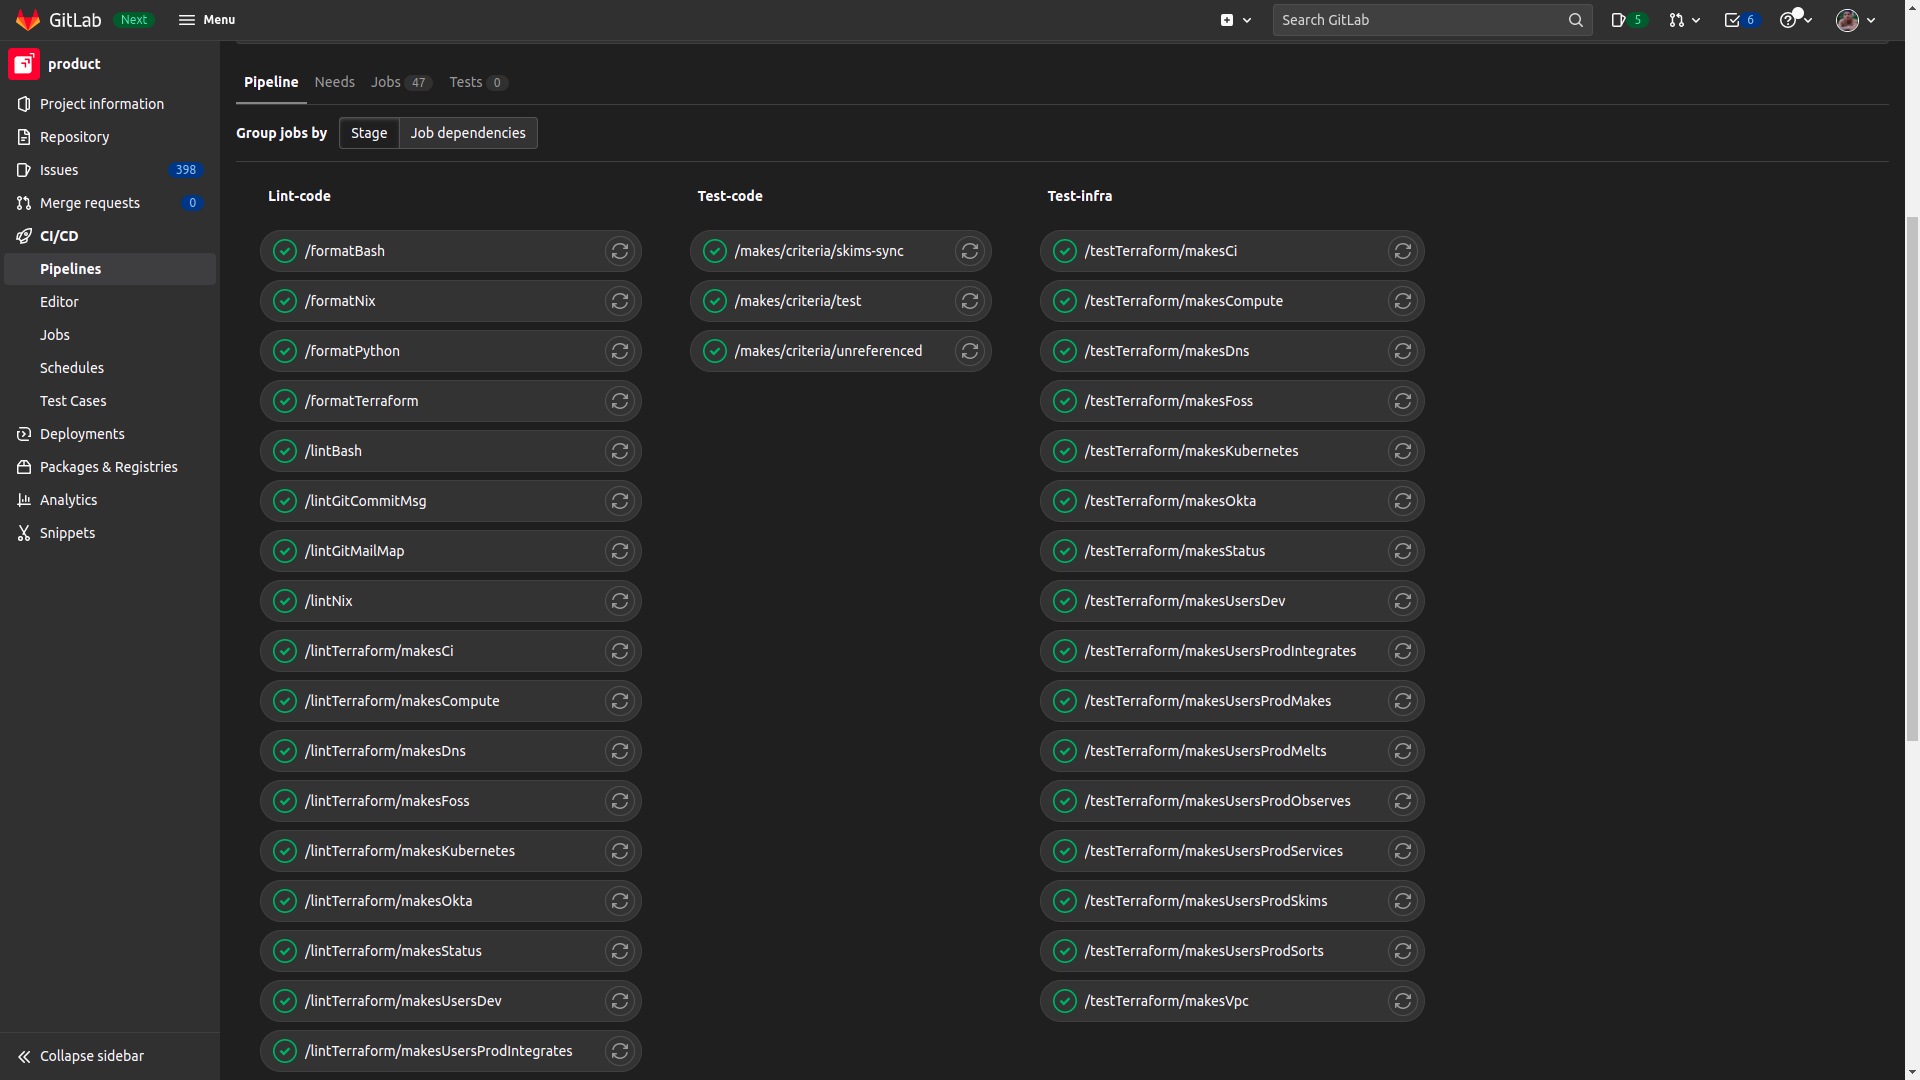 GitLab Next Menu Search GitLab 5 6
product
Project information
Repository
Issues 398
Merge requests 0
CI/CD
Pipelines
Editor
Jobs
Schedules
Test Cases
Deployments
Packages & Registries
Analytics
Snippets
Collapse sidebar
Pipeline Needs Jobs 47 Tests 0
Group jobs by Stage Job dependencies
Lint-code
/formatBash
/formatNix
/formatPython
/formatTerraform
/lintBash
/lintGitCommitMsg
/lintGitMailMap
/lintNix
/lintTerraform/makesCi
/lintTerraform/makesCompute
/lintTerraform/makesDns
/lintTerraform/makesFoss
/lintTerraform/makesKubernetes
/lintTerraform/makesOkta
/lintTerraform/makesStatus
/lintTerraform/makesUsersDev
/lintTerraform/makesUsersProdIntegrates
Test-code
/makes/criteria/skims-sync
/makes/criteria/test
/makes/criteria/unreferenced
Test-infra
/testTerraform/makesCi
/testTerraform/makesCompute
/testTerraform/makesDns
/testTerraform/makesFoss
/testTerraform/makesKubernetes
/testTerraform/makesOkta
/testTerraform/makesStatus
/testTerraform/makesUsersDev
/testTerraform/makesUsersProdIntegrates
/testTerraform/makesUsersProdMakes
/testTerraform/makesUsersProdMelts
/testTerraform/makesUsersProdObserves
/testTerraform/makesUsersProdServices
/testTerraform/makesUsersProdSkims
/testTerraform/makesUsersProdSorts
/testTerraform/makesVpc